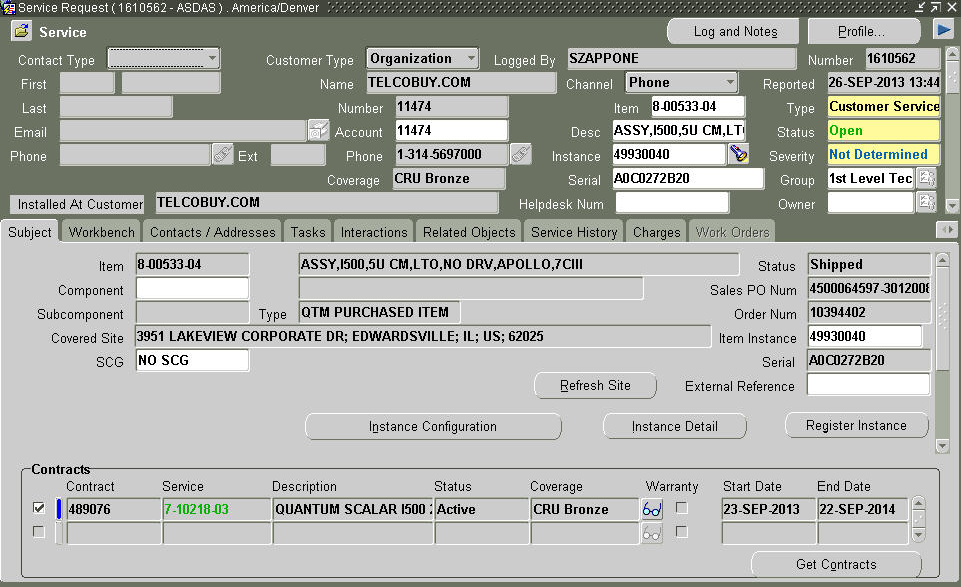 Service Request ( 1610562 - ASDAS ) . America/Denver
Service
Log and Notes
Profile...
Contact Type
Customer Type Organization
Logged By SZAPPONE
Number 1610562
First
Name TELCOBUY.COM
Channel Phone
Reported 26-SEP-2013 13:44
Last
Number 11474
Item 8-00533-04
Type Customer Service
Email
Account 11474
Desc ASSY,I500,5U CM,LTO
Status Open
Phone
Ext
Phone 1-314-5697000
Instance 49930040
Severity Not Determined
Coverage CRU Bronze
Serial A0C0272B20
Group 1st Level Tec
Installed At Customer TELCOBUY.COM
Helpdesk Num
Owner
Subject Workbench Contacts / Addresses Tasks Interactions Related Objects Service History Charges Work Orders
Item 8-00533-04 ASSY,I500,5U CM,LTO,NO DRV,APOLLO,7CIII
Status Shipped
Component
Sales PO Num 4500064597-3012008
Subcomponent
Type QTM PURCHASED ITEM
Order Num 10394402
Covered Site 3951 LAKEVIEW CORPORATE DR; EDWARDSVILLE; IL; US; 62025
Item Instance 49930040
SCG NO SCG
Serial A0C0272B20
Refresh Site
External Reference
Instance Configuration
Instance Detail
Register Instance
Contracts
Contract Service Description Status Coverage Warranty Start Date End Date
489076 7-10218-03 QUANTUM SCALAR I500 2 Active CRU Bronze 23-SEP-2013 22-SEP-2014
Get Contracts